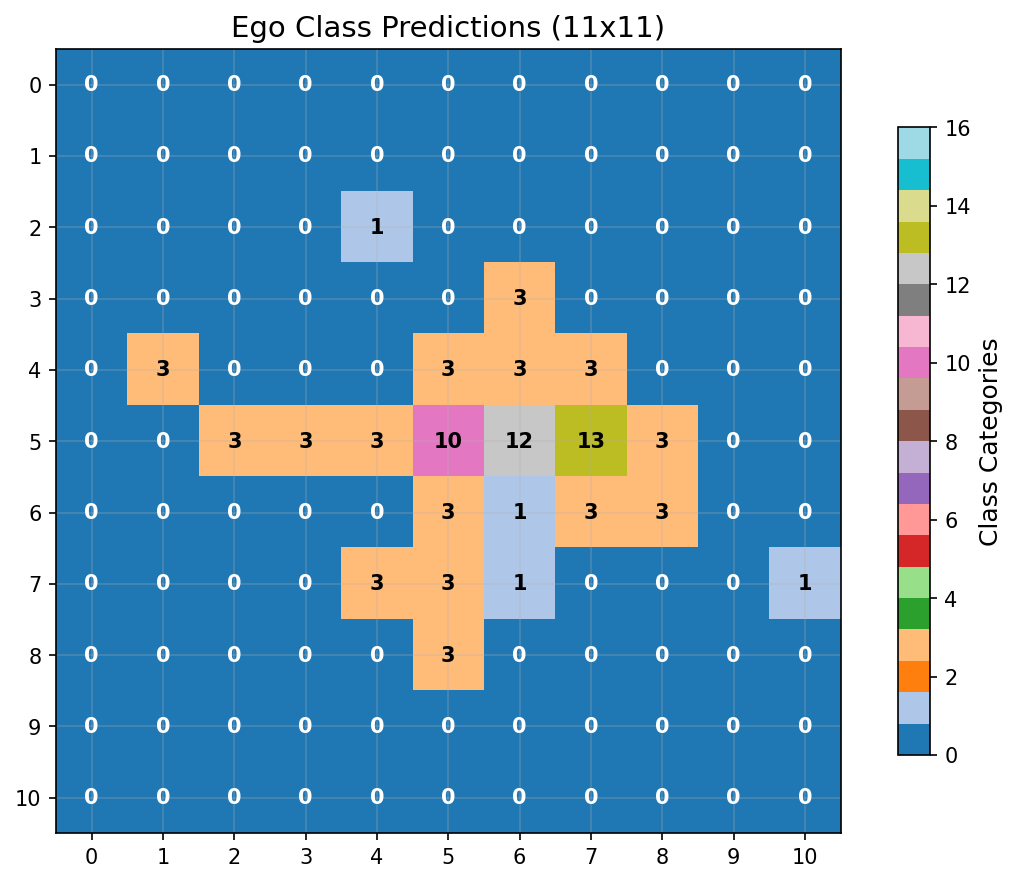 Ego Class Predictions (11x11)
0 0 0 0 0 0 0 0 0 0 0 0
1 0 0 0 0 0 0 0 0 0 0 0
2 0 0 0 0 1 0 0 0 0 0 0
3 0 0 0 0 0 0 3 0 0 0 0
4 0 3 0 0 0 3 3 3 0 0 0
5 0 0 3 3 3 10 12 13 3 0 0
6 0 0 0 0 0 3 1 3 3 0 0
7 0 0 0 0 3 3 1 0 0 0 1
8 0 0 0 0 0 3 0 0 0 0 0
9 0 0 0 0 0 0 0 0 0 0 0
10 0 0 0 0 0 0 0 0 0 0 0
0 1 2 3 4 5 6 7 8 9 10
16
14
12
10
8
6
4
2
0
Class Categories